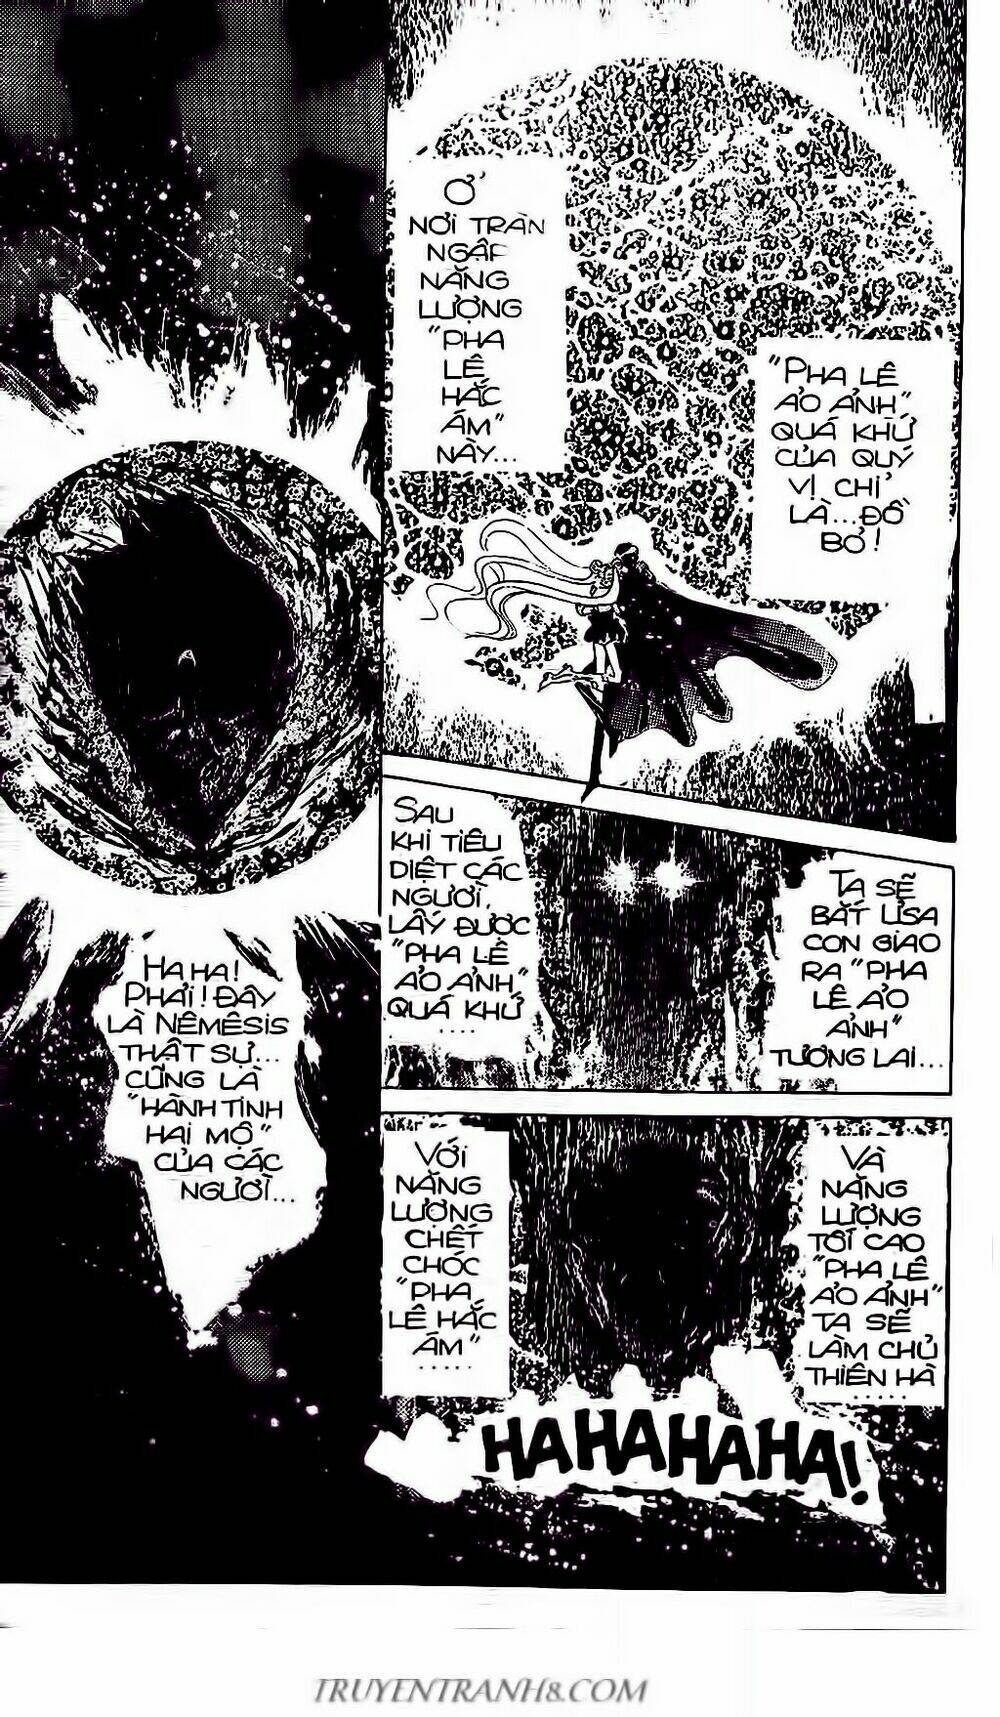 Ở
NƠI TRÀN
NGẬP
NĂNG
LƯỢNG
"PHA
LÊ
HẮC
ÁM"
NÀY...
"PHA LÊ
ẢO ẢNH"
QUÁ KHỨ
CỦA QUÝ
VỊ CHỈ
LÀ...ĐỒ
BỎ!
HA HA!
PHẢI! ĐÂY
LÀ NÊMÊSIS
THẬT SỰ...
CŨNG LÀ
"HÀNH TINH
HAI MỘ"
CỦA CÁC
NGƯƠI...
SAU
KHI TIÊU
DIỆT CÁC
NGƯƠI,
LẤY ĐƯỢC
"PHA LÊ
ẢO ẢNH"
QUÁ KHỨ
....
TA SẼ
BẮT USA
CON GIAO
RA "PHA
LÊ ẢO
ẢNH"
TƯƠNG LAI...
VỚI
NĂNG
LƯỢNG
CHẾT
CHÓC
"PHA
LÊ HẮC
ÁM"
.....
VÀ
NĂNG
LƯỢNG
TỐI CAO
"PHA LÊ
ẢO ẢNH"
TA SẼ
LÀM CHỦ
THIÊN HÀ
.....
HAHAHAHA!
TRUYENTRANH8.COM